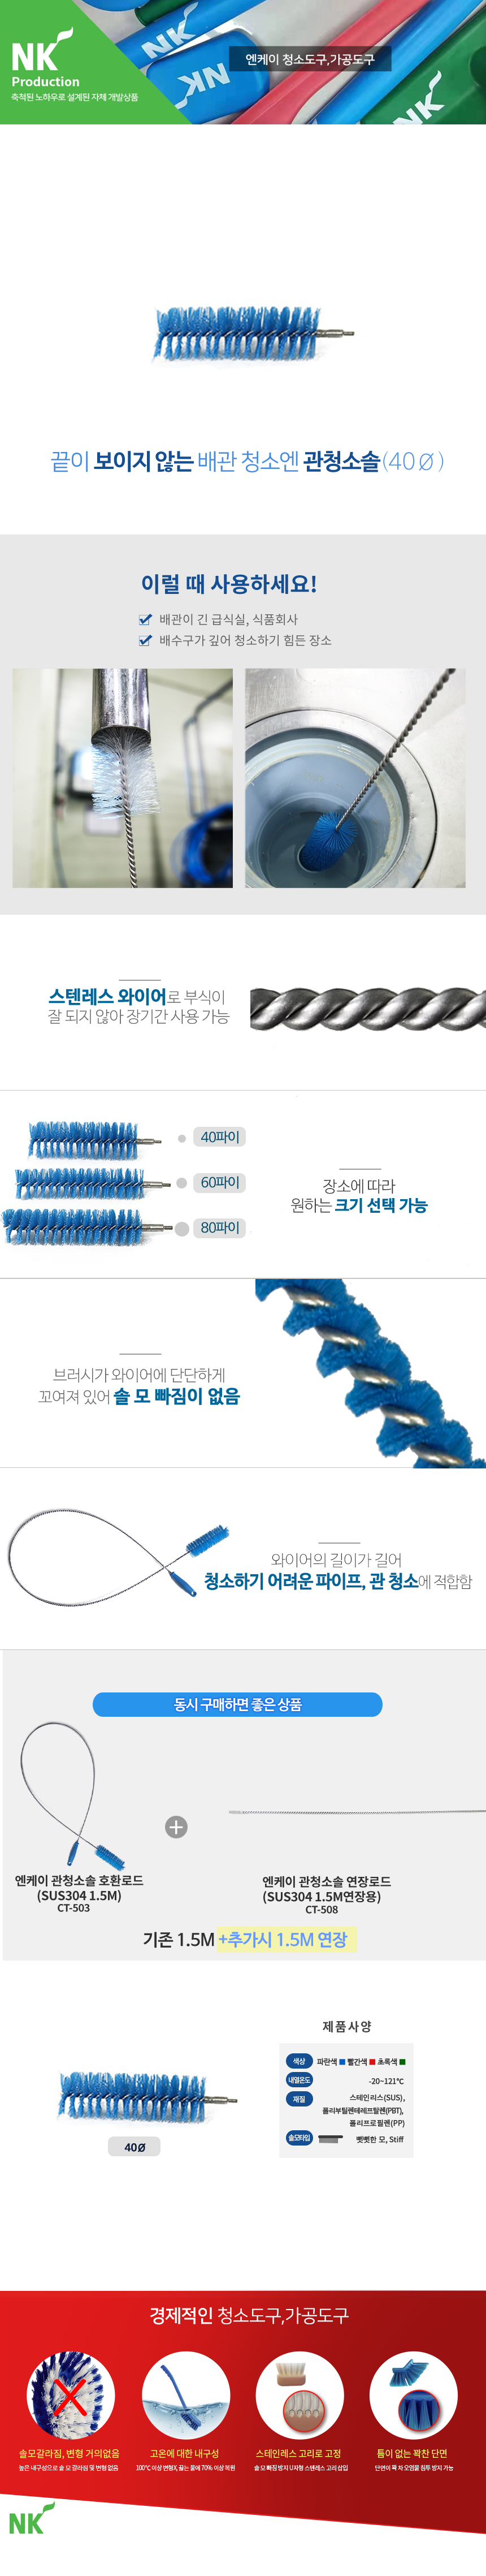 NK
Production
축척된 노하우로 설계된 자체 개발상품
NK
NK
NK
엔케이 청소도구,가공도구
끝이 보이지 않는 배관 청소엔 관청소솔(40Ø)
이럴 때 사용하세요!
배관이 긴 급식실, 식품회사
배수구가 깊어 청소하기 힘든 장소
스텐레스 와이어로 부식이
잘 되지 않아 장기간 사용 가능
40파이
60파이
80파이
장소에 따라
원하는 크기 선택 가능
브러시가 와이어에 단단하게
꼬여져 있어 솔 모 빠짐이 없음
와이어의 길이가 길어
청소하기 어려운 파이프, 관 청소에 적합함
동시 구매하면 좋은 상품
엔케이 관청소솔 호환로드
(SUS304 1.5M)
CT-503
엔케이 관청소솔 연장로드
(SUS304 1.5M연장용)
CT-508
기존 1.5M +추가시 1.5M 연장
제품사양
색상 파란색 빨간색 초록색
내열온도 -20~121℃
재질 스테인리스(SUS),
폴리부틸렌테레프탈렌(PBT),
폴리프로필렌(PP)
솔모타입 뻣뻣한 모, Stiff
40Ø
경제적인 청소도구,가공도구
솔모갈라짐, 변형 거의없음
높은 내구성으로 솔 모 갈라짐 및 변형 없음
고온에 대한 내구성
100℃ 이상 변형X, 끓는 물에 70% 이상 복원
스테인레스 고리로 고정
솔 모 빠짐 방지 U자형 스텐레스 고리 삽입
틈이 없는 꽉찬 단면
단면이 꽉 차 오염물 침투 방지 가능
NK